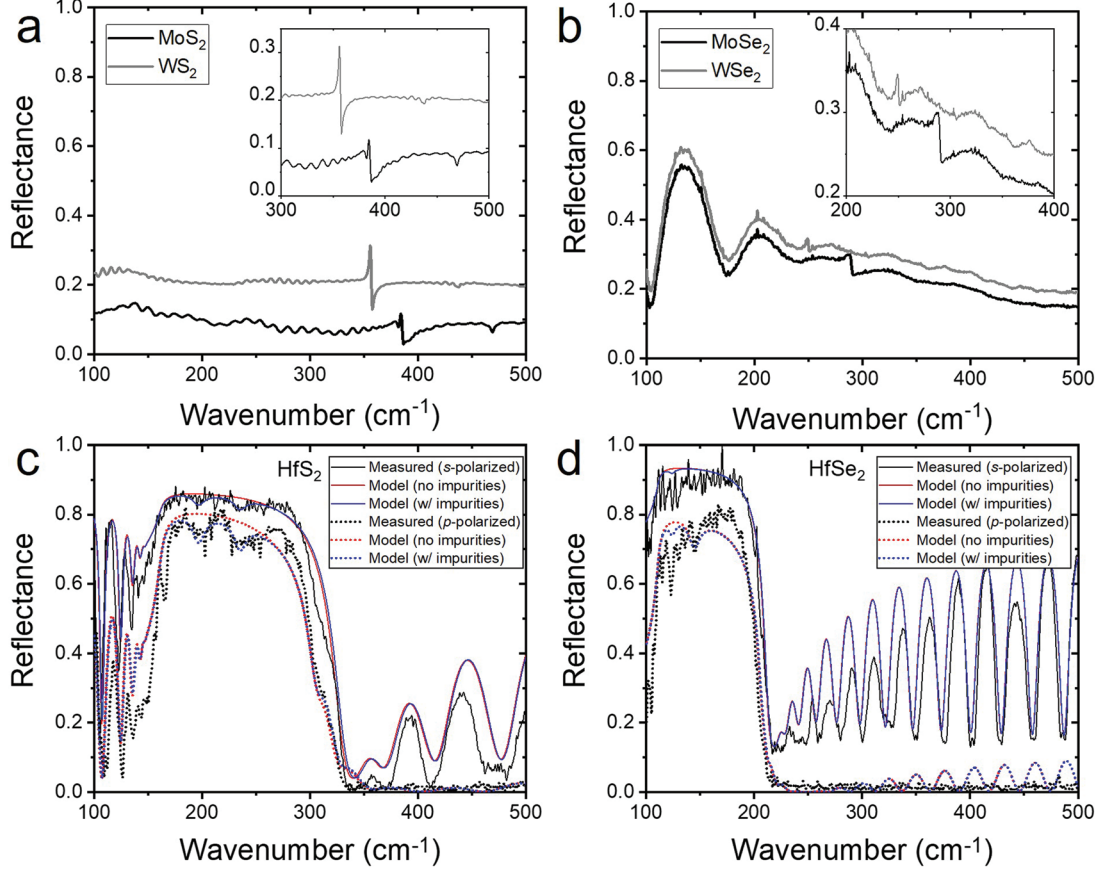 a
MoS2
WS2
1.0
0.8
0.6
0.4
0.2
0.0
Reflectance
0.3
0.2
0.1
0.0
300 400 500
100 200 300 400 500
Wavenumber (cm-1)
b
MoSe2
WSe2
1.0
0.8
0.6
0.4
0.2
0.0
Reflectance
0.4
0.3
0.2
200 300 400
100 200 300 400 500
Wavenumber (cm-1)
c
HfS2
Measured (s-polarized)
Model (no impurities)
Model (w/ impurities)
Measured (p-polarized)
Model (no impurities)
Model (w/ impurities)
1.0
0.8
0.6
0.4
0.2
0.0
Reflectance
100 200 300 400 500
Wavenumber (cm-1)
d
HfSe2
Measured (s-polarized)
Model (no impurities)
Model (w/ impurities)
Measured (p-polarized)
Model (no impurities)
Model (w/ impurities)
1.0
0.8
0.6
0.4
0.2
0.0
Reflectance
100 200 300 400 500
Wavenumber (cm-1)